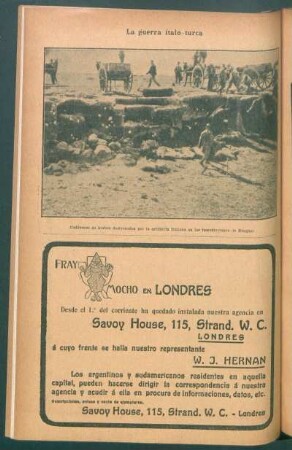 La guerra italo-turca
FRAY MOCHO EN LONDRES
Desde el 1.º del corriente ha quedado instalada nuestra agencia en
Savoy House, 115, Strand. W. C.
LONDRES
á cuyo frente se halla nuestro representante
W. J. HERNAN
Los argentinos y sudamericanos residentes en aquella
capital, pueden hacerse dirigir la correspondencia á nuestra
agencia y acudir á ella en procura de informaciones, datos, etc.
Savoy House, 115, Strand. W. C. - Londres